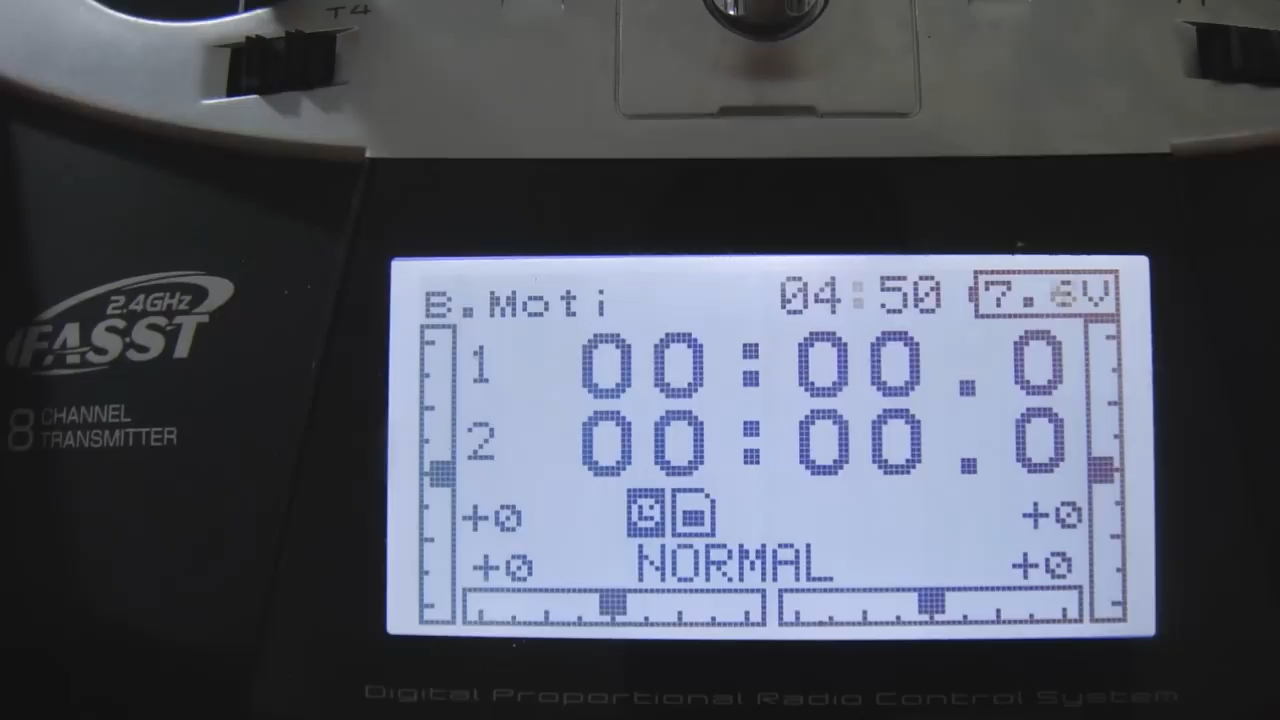 T4
B.Moti 04:50 7.6V
1 00:00.0
2 00:00.0
+0 +0
+0 NORMAL +0
2.4GHz
FASST
8 CHANNEL
TRANSMITTER
Digital Proportional Radio Control System